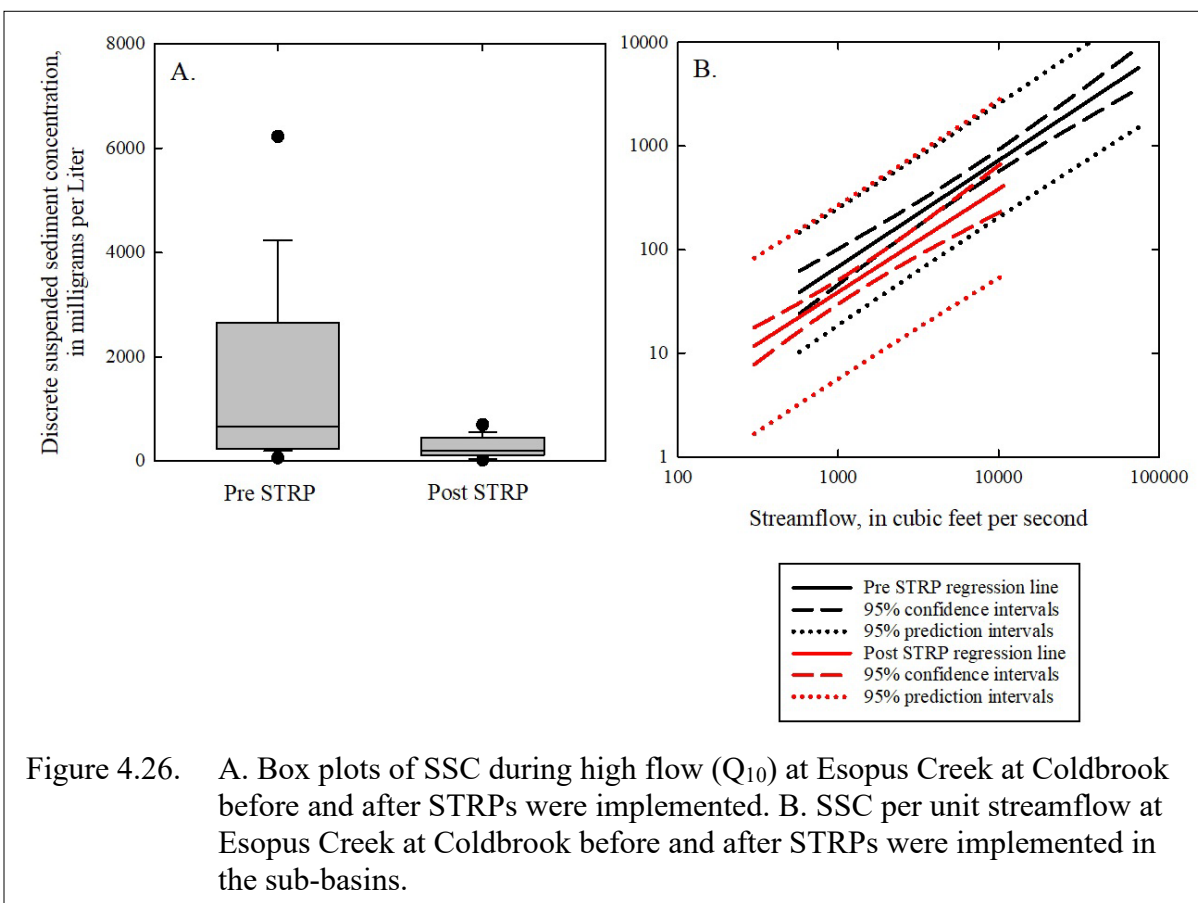 Discrete suspended sediment concentration,
in milligrams per Liter
8000
6000
4000
2000
0
A.
Pre STRP
Post STRP
10000
1000
100
10
1
B.
100
1000
10000
100000
Streamflow, in cubic feet per second
Pre STRP regression line
95% confidence intervals
95% prediction intervals
Post STRP regression line
95% confidence intervals
95% prediction intervals
Figure 4.26. A. Box plots of SSC during high flow (Q₁₀) at Esopus Creek at Coldbrook
before and after STRPs were implemented. B. SSC per unit streamflow at
Esopus Creek at Coldbrook before and after STRPs were implemented in
the sub-basins.